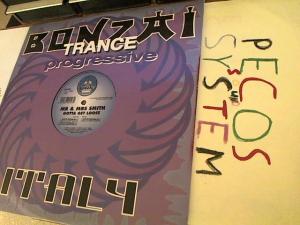 BONZAI
TRANCE
progressive
MR & MRS SMITH
GOTTA GET LOOSE
ITALY
PECOS
SYSTEM